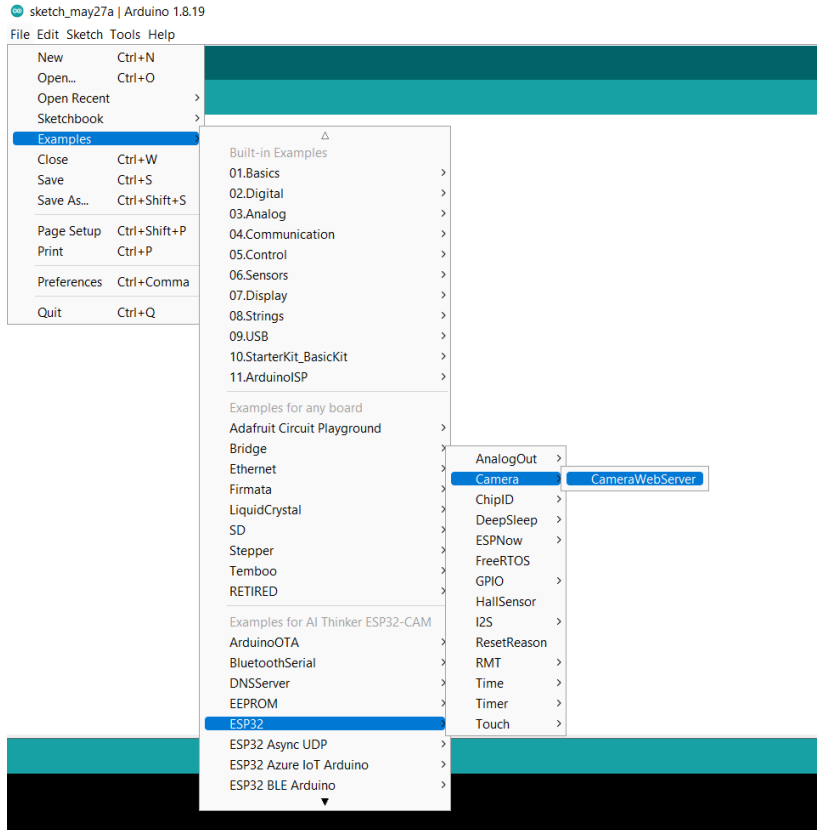 sketch_may27a | Arduino 1.8.19
File Edit Sketch Tools Help
New Ctrl+N
Open... Ctrl+O
Open Recent
Sketchbook
Examples
Close Ctrl+W
Save Ctrl+S
Save As... Ctrl+Shift+S
Page Setup Ctrl+Shift+P
Print Ctrl+P
Preferences Ctrl+Comma
Quit Ctrl+Q
Built-in Examples
01.Basics
02.Digital
03.Analog
04.Communication
05.Control
06.Sensors
07.Display
08.Strings
09.USB
10.StarterKit_BasicKit
11.ArduinoISP
Examples for any board
Adafruit Circuit Playground
Bridge
Ethernet
Firmata
LiquidCrystal
SD
Stepper
Temboo
RETIRED
Examples for AI Thinker ESP32-CAM
ArduinoOTA
BluetoothSerial
DNSServer
EEPROM
ESP32
ESP32 Async UDP
ESP32 Azure IoT Arduino
ESP32 BLE Arduino
AnalogOut
Camera
ChipID
DeepSleep
ESPNow
FreeRTOS
GPIO
HallSensor
I2S
ResetReason
RMT
Time
Timer
Touch
CameraWebServer